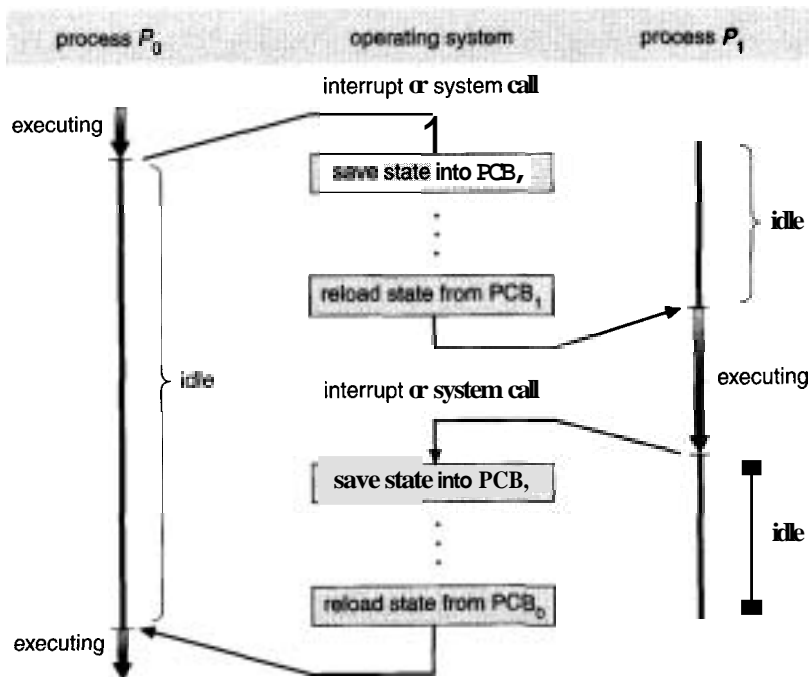 process P0
operating system
process P1
interrupt or system call
executing
save state into PCB,
idle
reload state from PCB1
idle
executing
interrupt or system call
save state into PCB,
idle
reload state from PCB0
executing